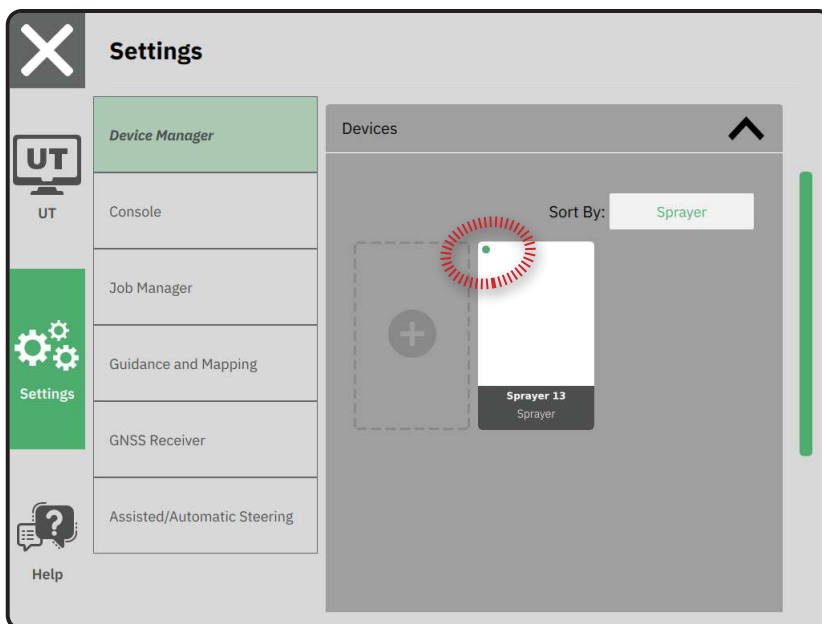 Settings
UT
UT
Settings
Help
Device Manager
Console
Job Manager
Guidance and Mapping
GNSS Receiver
Assisted/Automatic Steering
Devices
Sort By: Sprayer
Sprayer 13
Sprayer